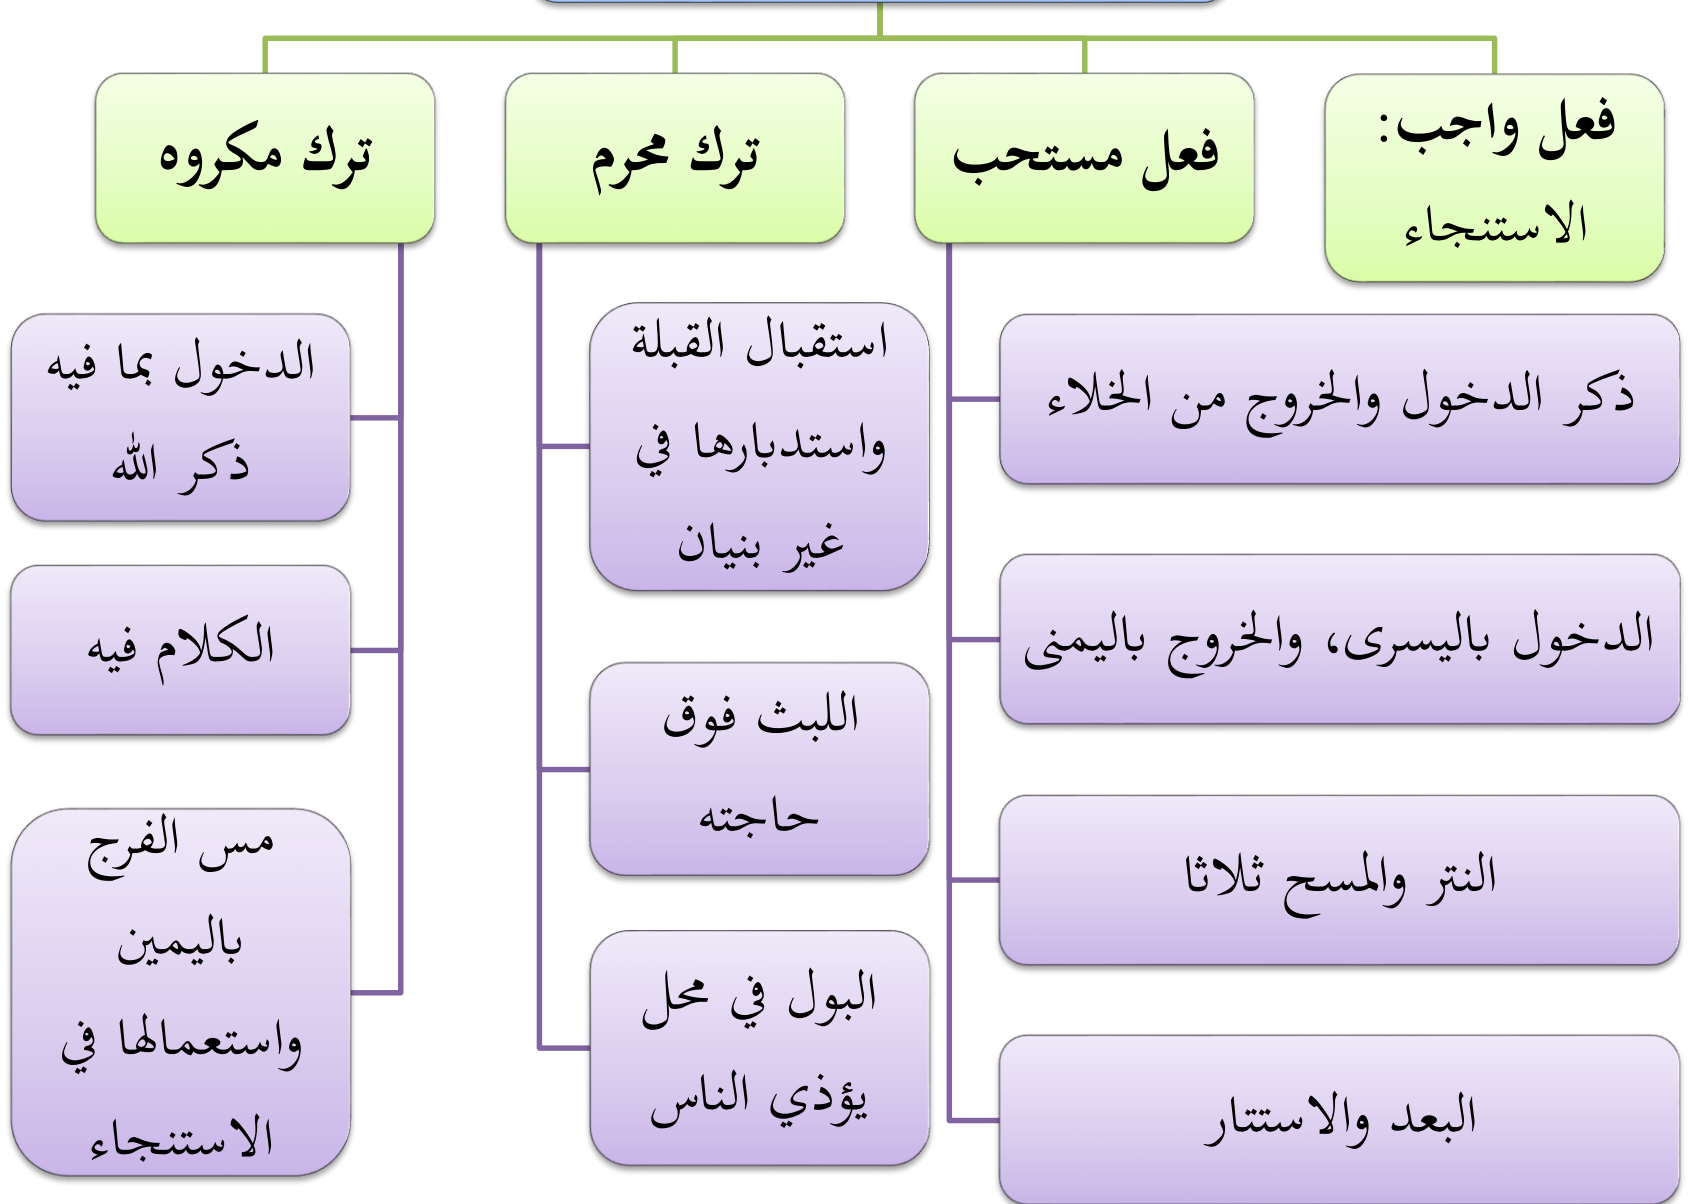 فعل واجب:
الاستنجاء
فعل مستحب
ذكر الدخول والخروج من الخلاء
الدخول باليسرى، والخروج باليمنى
النتر والمسح ثلاثا
البعد والاستتار
ترك محرم
استقبال القبلة
واستدبارها في
غير بنيان
اللبث فوق
حاجته
البول في محل
يؤذي الناس
ترك مكروه
الدخول بما فيه
ذكر الله
الكلام فيه
مس الفرج
باليمين
واستعمالها في
الاستنجاء